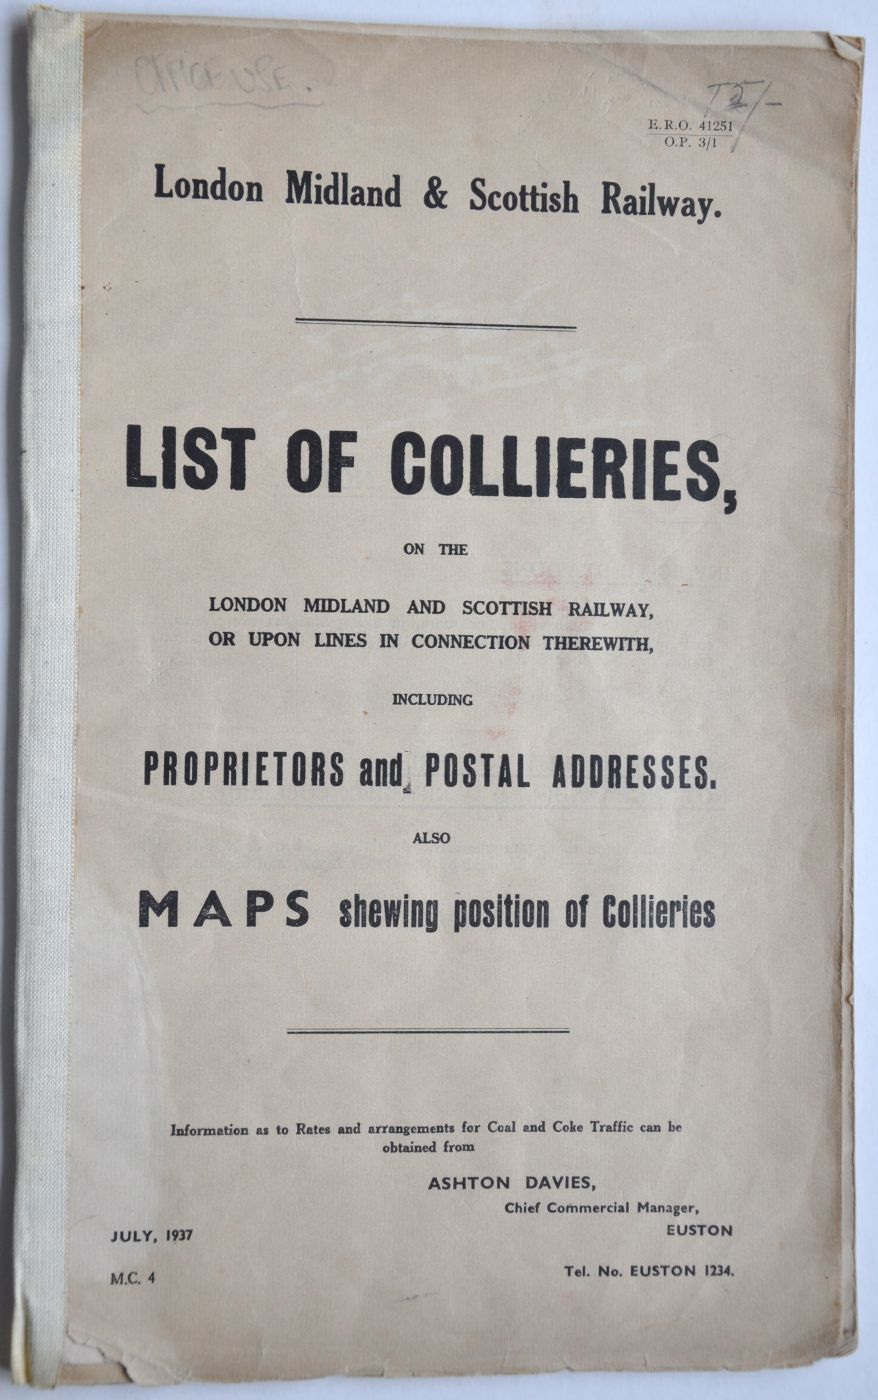 OFFICE USE.
E.R.O. 41251
O.P. 3/1
London Midland & Scottish Railway.
LIST OF COLLIERIES,
ON THE
LONDON MIDLAND AND SCOTTISH RAILWAY,
OR UPON LINES IN CONNECTION THEREWITH,
INCLUDING
PROPRIETORS and POSTAL ADDRESSES.
ALSO
MAPS shewing position of Collieries
Information as to Rates and arrangements for Coal and Coke Traffic can be
obtained from
ASHTON DAVIES,
Chief Commercial Manager,
EUSTON
JULY, 1937
M.C. 4
Tel. No. EUSTON 1234.